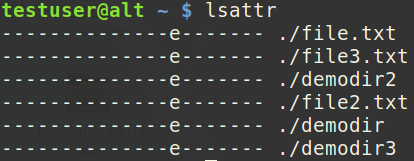 testuser@alt ~ $ lsattr
--------------e------- ./file.txt
--------------e------- ./file3.txt
--------------e------- ./demodir2
--------------e------- ./file2.txt
--------------e------- ./demodir
--------------e------- ./demodir3